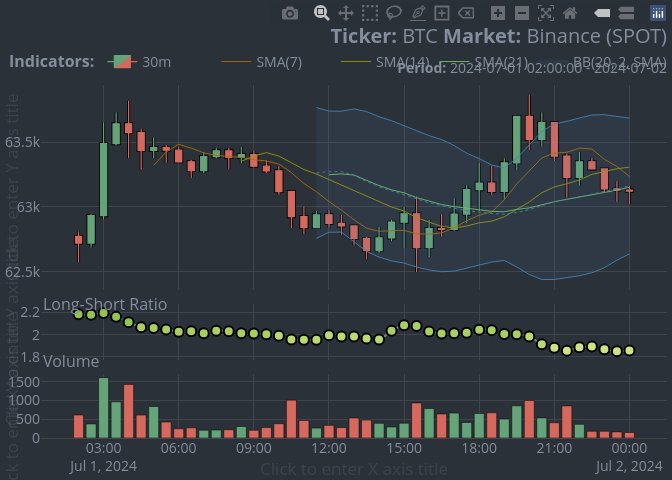 Ticker: BTC Market: Binance (SPOT)
Indicators: 30m SMA(7) SMA(14) SMA(21) BB(20, 2, SMA)
Period: 2024-07-01 02:00:00 - 2024-07-02
63.5k
63k
62.5k
Click to enter Y axis title
Long-Short Ratio
2.2
2
1.8
Volume
1500
1000
500
0
03:00 06:00 09:00 12:00 15:00 18:00 21:00 00:00
Jul 1, 2024 Jul 2, 2024
Click to enter X axis title